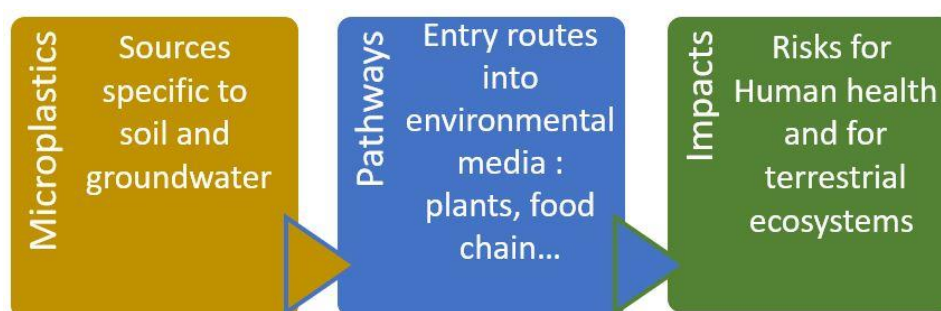 Microplastics
Sources
specific to
soil and
groundwater
Pathways
Entry routes
into
environmental
media :
plants, food
chain...
Impacts
Risks for
Human health
and for
terrestrial
ecosystems